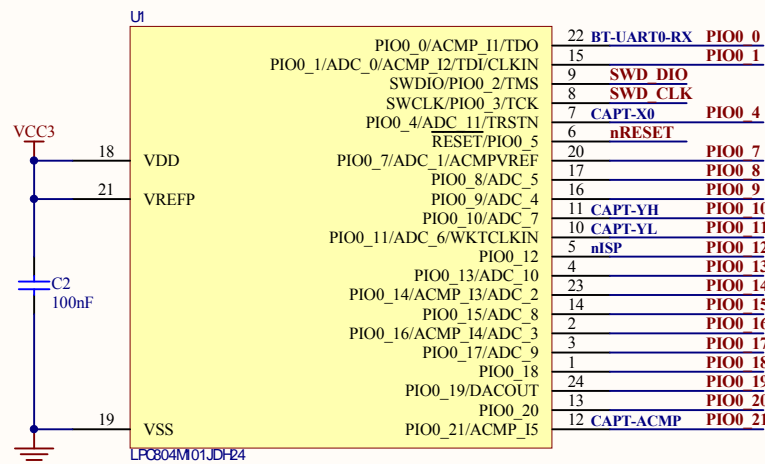 U1
PIO0_0/ACMP_I1/TDO 22 BT-UART0-RX PIO0_0
PIO0_1/ADC_0/ACMP_I2/TDI/CLKIN 15 PIO0_1
SWDIO/PIO0_2/TMS 9 SWD_DIO
SWCLK/PIO0_3/TCK 8 SWD_CLK
PIO0_4/ADC_11/TRSTN 7 CAPT-X0 PIO0_4
RESET/PIO0_5 6 nRESET
VCC3
18 VDD PIO0_7/ADC_1/ACMPVREF 20 PIO0_7
PIO0_8/ADC_5 17 PIO0_8
21 VREFP PIO0_9/ADC_4 16 PIO0_9
PIO0_10/ADC_7 11 CAPT-YH PIO0_10
PIO0_11/ADC_6/WKTCLKIN 10 CAPT-YL PIO0_11
PIO0_12 5 nISP PIO0_12
PIO0_13/ADC_10 4 PIO0_13
C2
100nF
PIO0_14/ACMP_I3/ADC_2 23 PIO0_14
PIO0_15/ADC_8 14 PIO0_15
PIO0_16/ACMP_I4/ADC_3 2 PIO0_16
PIO0_17/ADC_9 3 PIO0_17
PIO0_18 1 PIO0_18
PIO0_19/DACOUT 24 PIO0_19
PIO0_20 13 PIO0_20
19 VSS PIO0_21/ACMP_I5 12 CAPT-ACMP PIO0_21
LPC804M101JDH24